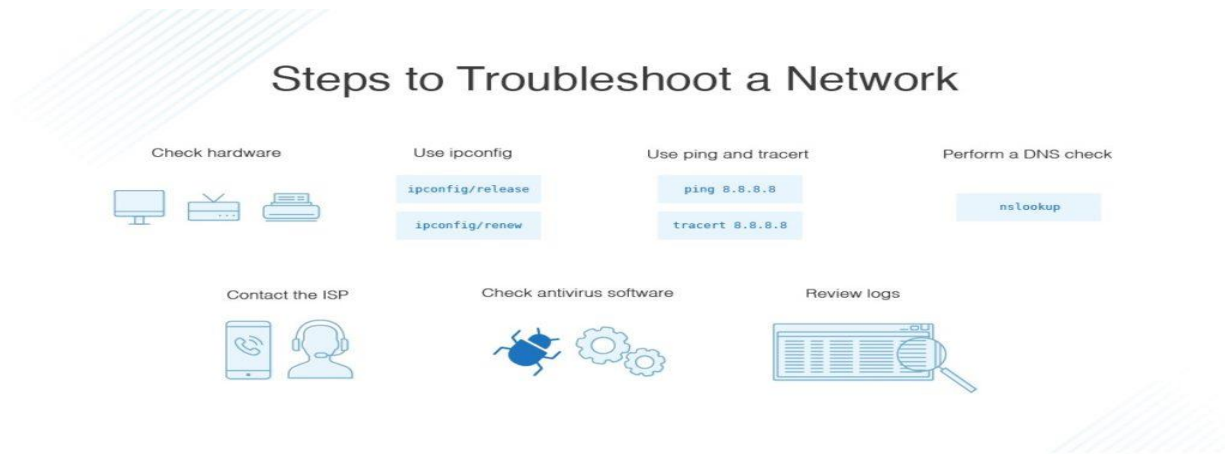 Steps to Troubleshoot a Network
Check hardware
Use ipconfig
ipconfig/release
ipconfig/renew
Use ping and tracert
ping 8.8.8.8
tracert 8.8.8.8
Perform a DNS check
nslookup
Contact the ISP
Check antivirus software
Review logs